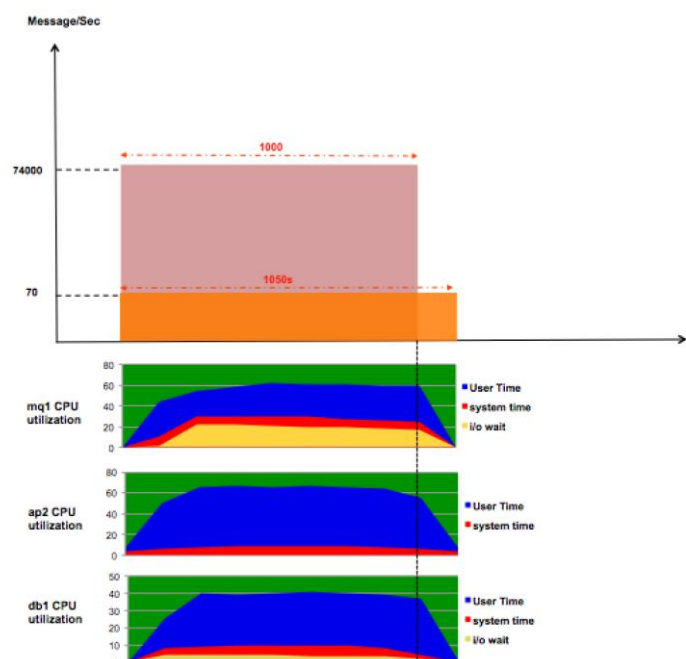 Message/Sec
1000
74000
1050s
70
80
60
40
20
0
mq1 CPU
utilization
User Time
system time
i/o wait
80
60
40
20
0
ap2 CPU
utilization
User Time
system time
50
40
30
20
10
db1 CPU
utilization
User Time
system time
i/o wait